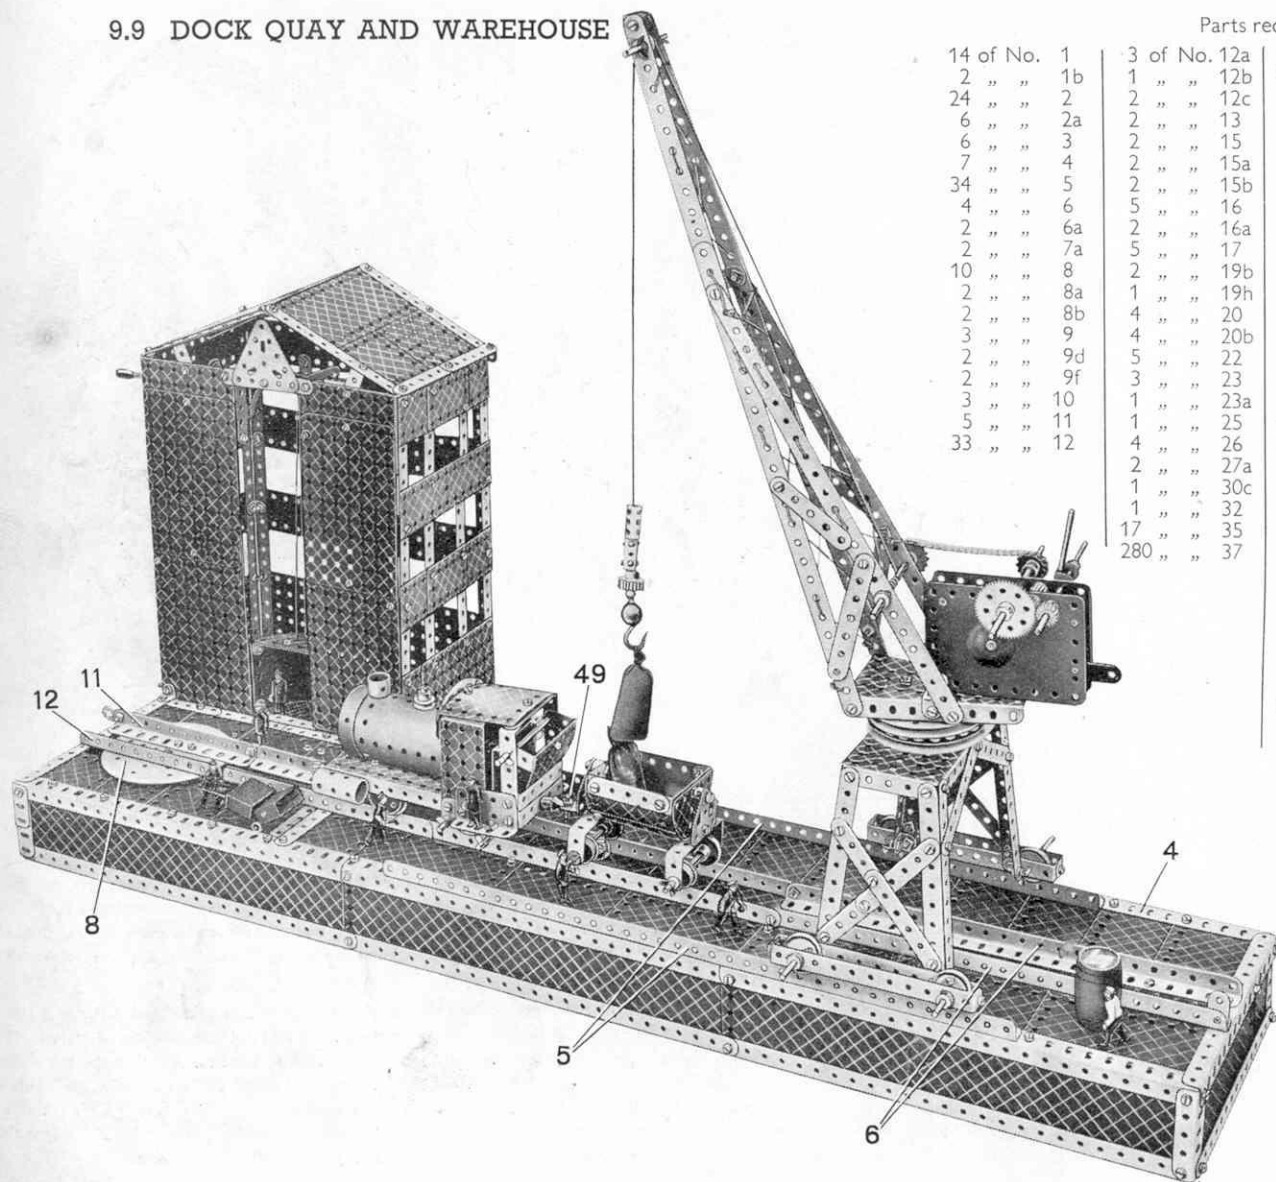 9.9 DOCK QUAY AND WAREHOUSE
Parts
14 of No. 1
2 „ „ 1b
24 „ „ 2
6 „ „ 2a
6 „ „ 3
7 „ „ 4
34 „ „ 5
4 „ „ 6
2 „ „ 6a
2 „ „ 7a
10 „ „ 8
2 „ „ 8a
2 „ „ 8b
3 „ „ 9
2 „ „ 9d
2 „ „ 9f
3 „ „ 10
5 „ „ 11
33 „ „ 12
3 of No. 12a
1 „ „ 12b
2 „ „ 12c
2 „ „ 13
2 „ „ 15
2 „ „ 15a
2 „ „ 15b
5 „ „ 16
2 „ „ 16a
5 „ „ 17
2 „ „ 19b
1 „ „ 19h
4 „ „ 20
4 „ „ 20b
5 „ „ 22
3 „ „ 23
1 „ „ 23a
1 „ „ 25
4 „ „ 26
2 „ „ 27a
1 „ „ 30c
1 „ „ 32
17 „ „ 35
280 „ „ 37
49
11
12
4
8
5
6